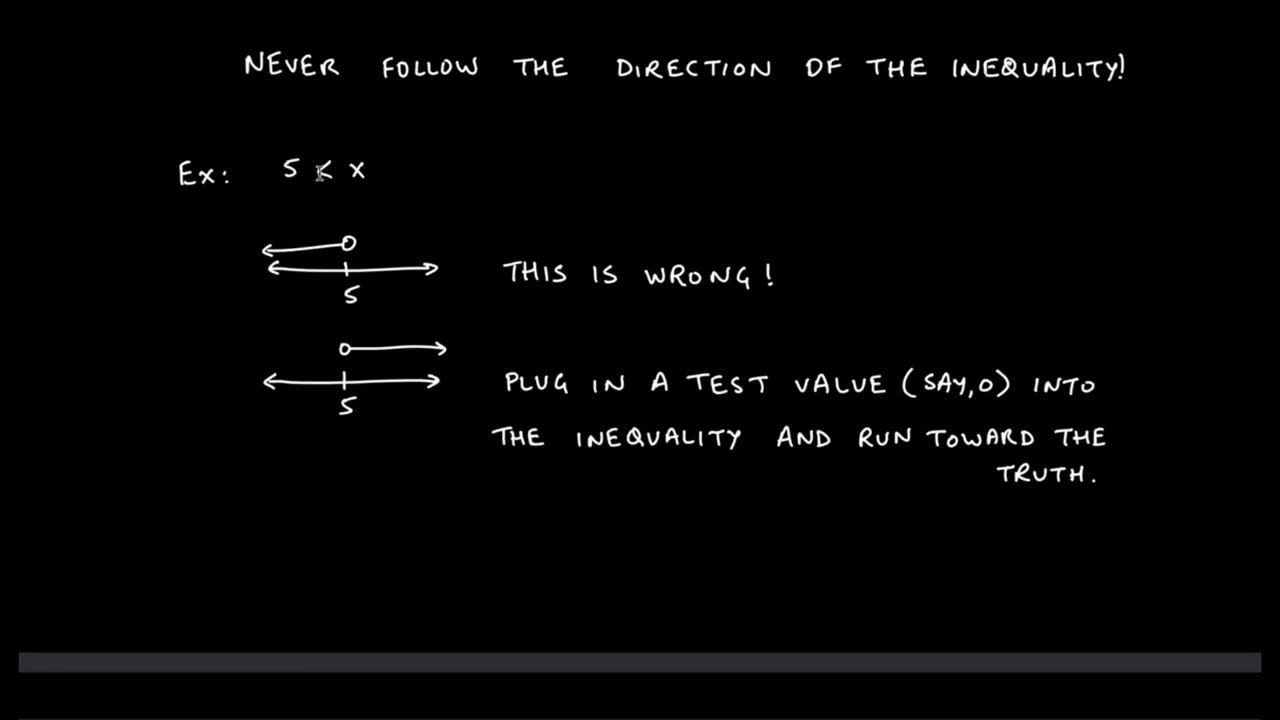 NEVER FOLLOW THE DIRECTION OF THE INEQUALITY!
Ex: 5 < x
5
THIS IS WRONG!
5
PLUG IN A TEST VALUE (SAY, 0) INTO
THE INEQUALITY AND RUN TOWARD THE
TRUTH.